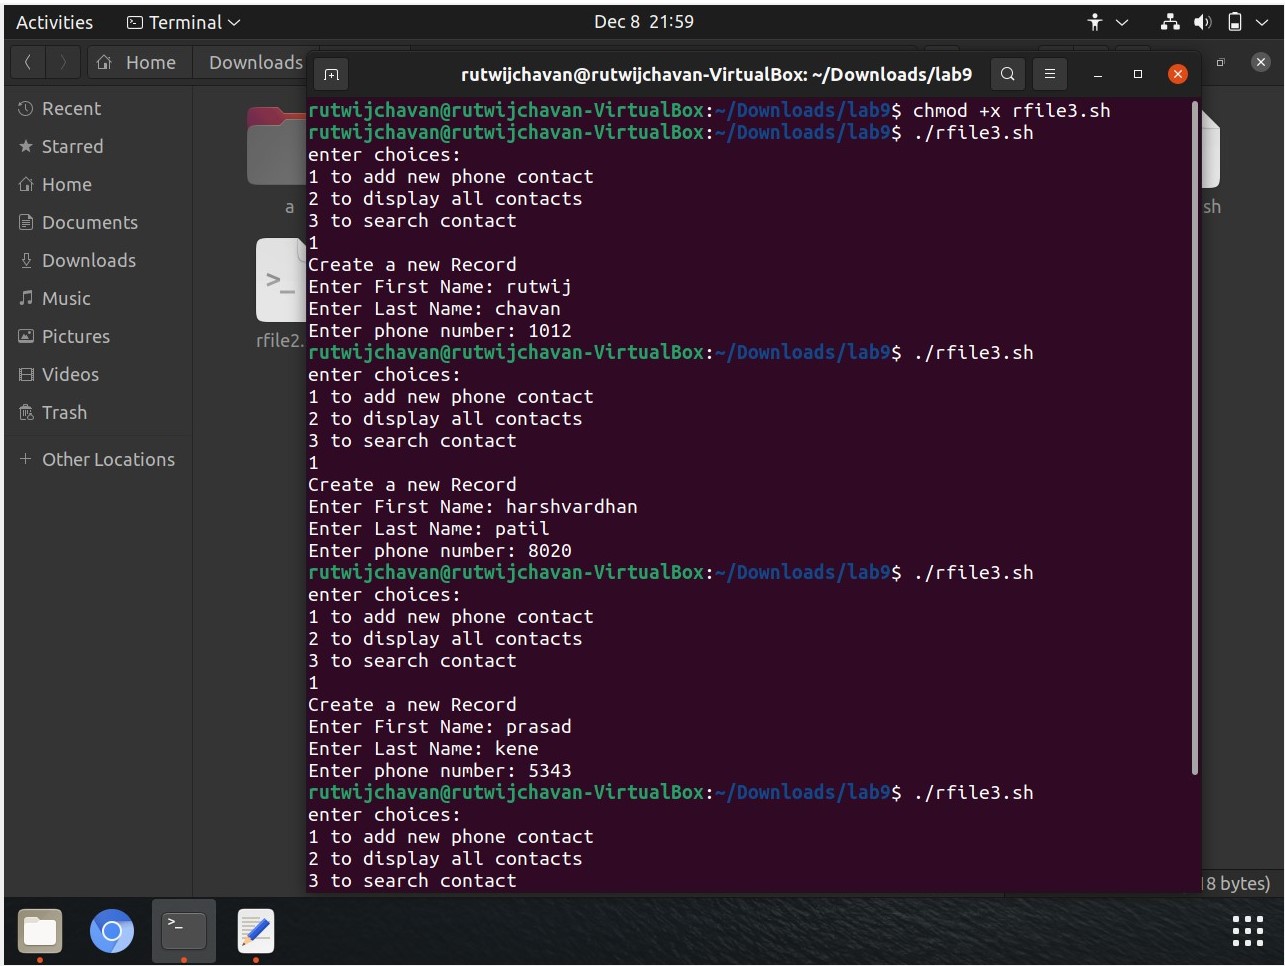 Activities
Terminal
Dec 8 21:59
Home
Downloads
rutwijchavan@rutwijchavan-VirtualBox: ~/Downloads/lab9
Recent
Starred
Home
Documents
Downloads
Music
Pictures
Videos
Trash
Other Locations
a
rfile2.
sh
18 bytes)
rutwijchavan@rutwijchavan-VirtualBox:~/Downloads/lab9$ chmod +x rfile3.sh
rutwijchavan@rutwijchavan-VirtualBox:~/Downloads/lab9$ ./rfile3.sh
enter choices:
1 to add new phone contact
2 to display all contacts
3 to search contact
1
Create a new Record
Enter First Name: rutwij
Enter Last Name: chavan
Enter phone number: 1012
rutwijchavan@rutwijchavan-VirtualBox:~/Downloads/lab9$ ./rfile3.sh
enter choices:
1 to add new phone contact
2 to display all contacts
3 to search contact
1
Create a new Record
Enter First Name: harshvardhan
Enter Last Name: patil
Enter phone number: 8020
rutwijchavan@rutwijchavan-VirtualBox:~/Downloads/lab9$ ./rfile3.sh
enter choices:
1 to add new phone contact
2 to display all contacts
3 to search contact
1
Create a new Record
Enter First Name: prasad
Enter Last Name: kene
Enter phone number: 5343
rutwijchavan@rutwijchavan-VirtualBox:~/Downloads/lab9$ ./rfile3.sh
enter choices:
1 to add new phone contact
2 to display all contacts
3 to search contact